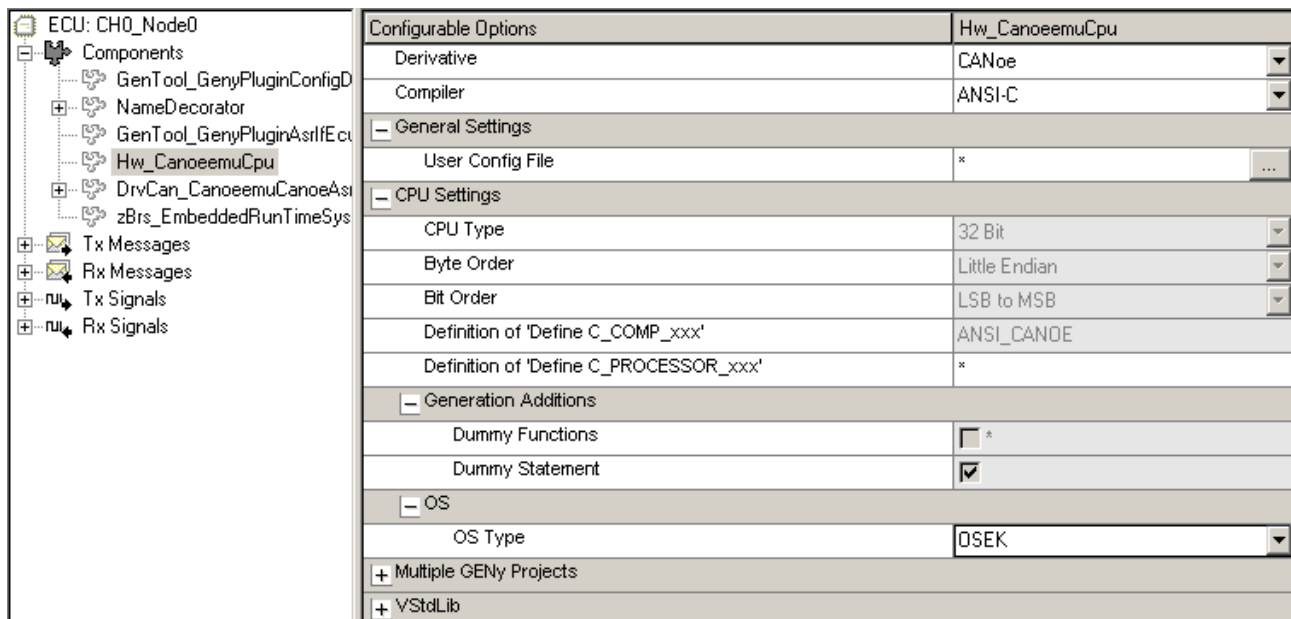 ECU: CH0_Node0
Components
GenTool_GenyPluginConfigD
NameDecorator
GenTool_GenyPluginAsrIfEcu
Hw_CanoeemuCpu
DrvCan_CanoeemuCanoeAsr
zBrs_EmbeddedRunTimeSys
Tx Messages
Rx Messages
Tx Signals
Rx Signals
Configurable Options Hw_CanoeemuCpu
Derivative CANoe
Compiler ANSI-C
General Settings
User Config File * ...
CPU Settings
CPU Type 32 Bit
Byte Order Little Endian
Bit Order LSB to MSB
Definition of 'Define C_COMP_xxx' ANSI_CANOE
Definition of 'Define C_PROCESSOR_xxx' *
Generation Additions
Dummy Functions *
Dummy Statement
OS
OS Type OSEK
Multiple GENy Projects
VStdLib